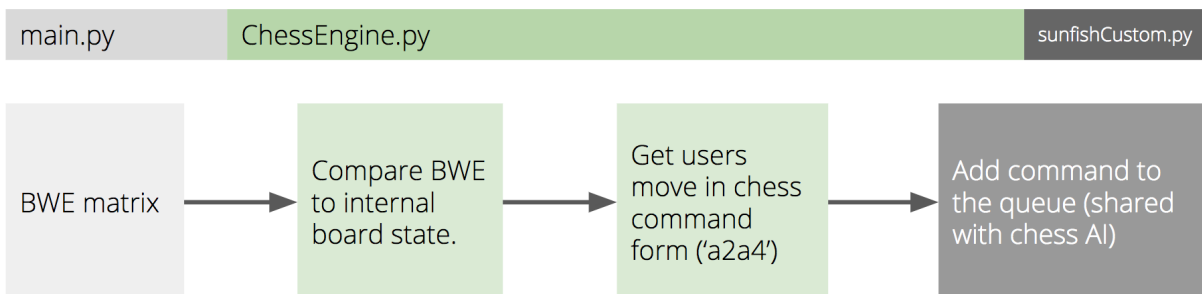 main.py
ChessEngine.py
sunfishCustom.py
BWE matrix
Compare BWE
to internal
board state.
Get users
move in chess
command
form (‘a2a4’)
Add command to
the queue (shared
with chess AI)